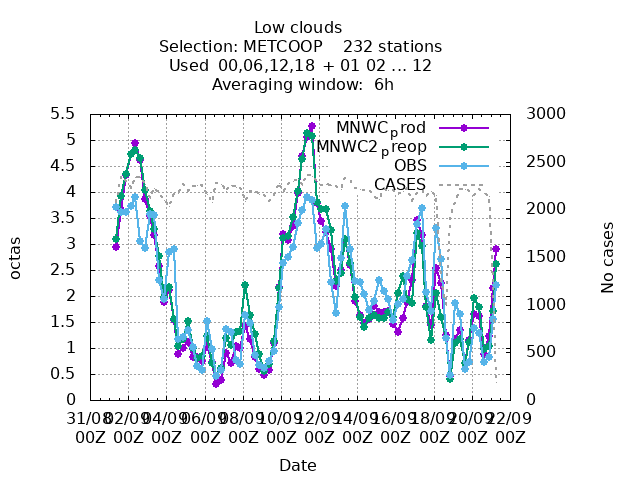 Low clouds
Selection: METCOOP 232 stations
Used 00,06,12,18 + 01 02 ... 12
Averaging window: 6h
5.5
5
4.5
4
3.5
3
2.5
2
1.5
1
0.5
0
3000
2500
2000
1500
1000
500
0
octas
No cases
MNWCprod
MNWC2preop
OBS
CASES
31/08 02/09 04/09 06/09 08/09 10/09 12/09 14/09 16/09 18/09 20/09 22/09
00Z 00Z 00Z 00Z 00Z 00Z 00Z 00Z 00Z 00Z 00Z 00Z
Date